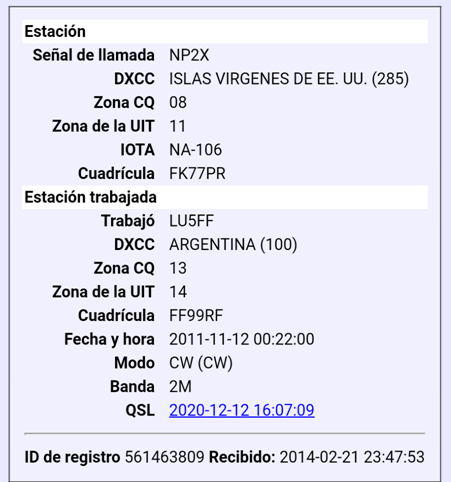 Estación
Señal de llamada NP2X
DXCC ISLAS VIRGENES DE EE. UU. (285)
Zona CQ 08
Zona de la UIT 11
IOTA NA-106
Cuadrícula FK77PR
Estación trabajada
Trabajó LU5FF
DXCC ARGENTINA (100)
Zona CQ 13
Zona de la UIT 14
Cuadrícula FF99RF
Fecha y hora 2011-11-12 00:22:00
Modo CW (CW)
Banda 2M
QSL 2020-12-12 16:07:09
ID de registro 561463809 Recibido: 2014-02-21 23:47:53